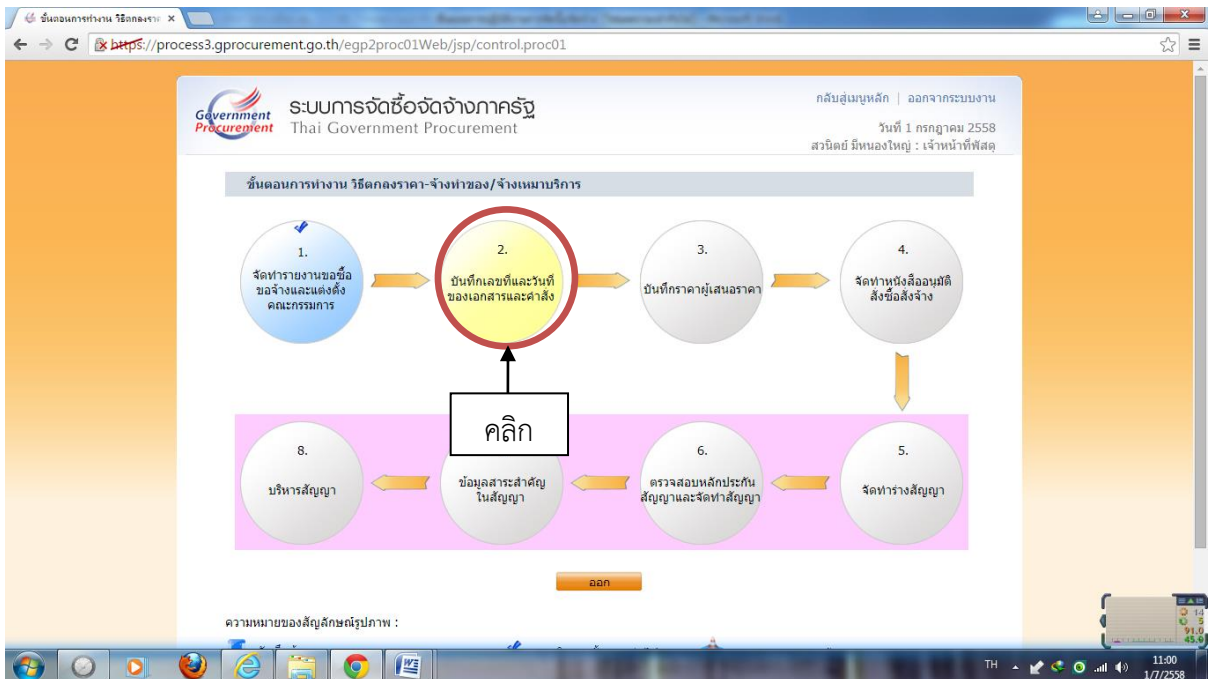 ขั้นตอนการทำงาน วิธีตกลงราค
https://process3.gprocurement.go.th/egp2proc01Web/jsp/control.proc01
Government
Procurement
ระบบการจัดซื้อจัดจ้างภาครัฐ
Thai Government Procurement
กลับสู่เมนูหลัก | ออกจากระบบงาน
วันที่ 1 กรกฎาคม 2558
สวนิตย์ มีหนองใหญ่ : เจ้าหน้าที่พัสดุ
ขั้นตอนการทำงาน วิธีตกลงราคา-จ้างทำของ/จ้างเหมาบริการ
1.
จัดทำรายงานขอซื้อ
ขอจ้างและแต่งตั้ง
คณะกรรมการ
2.
บันทึกเลขที่และวันที่
ของเอกสารและคำสั่ง
3.
บันทึกราคาผู้เสนอราคา
4.
จัดทำหนังสืออนุมัติ
สั่งซื้อสั่งจ้าง
คลิก
8.
บริหารสัญญา
ข้อมูลสาระสำคัญ
ในสัญญา
6.
ตรวจสอบหลักประกัน
สัญญาและจัดทำสัญญา
5.
จัดทำร่างสัญญา
ออก
ความหมายของสัญลักษณ์รูปภาพ :
14
5
91.0
45.9
TH
11:00
1/7/2558